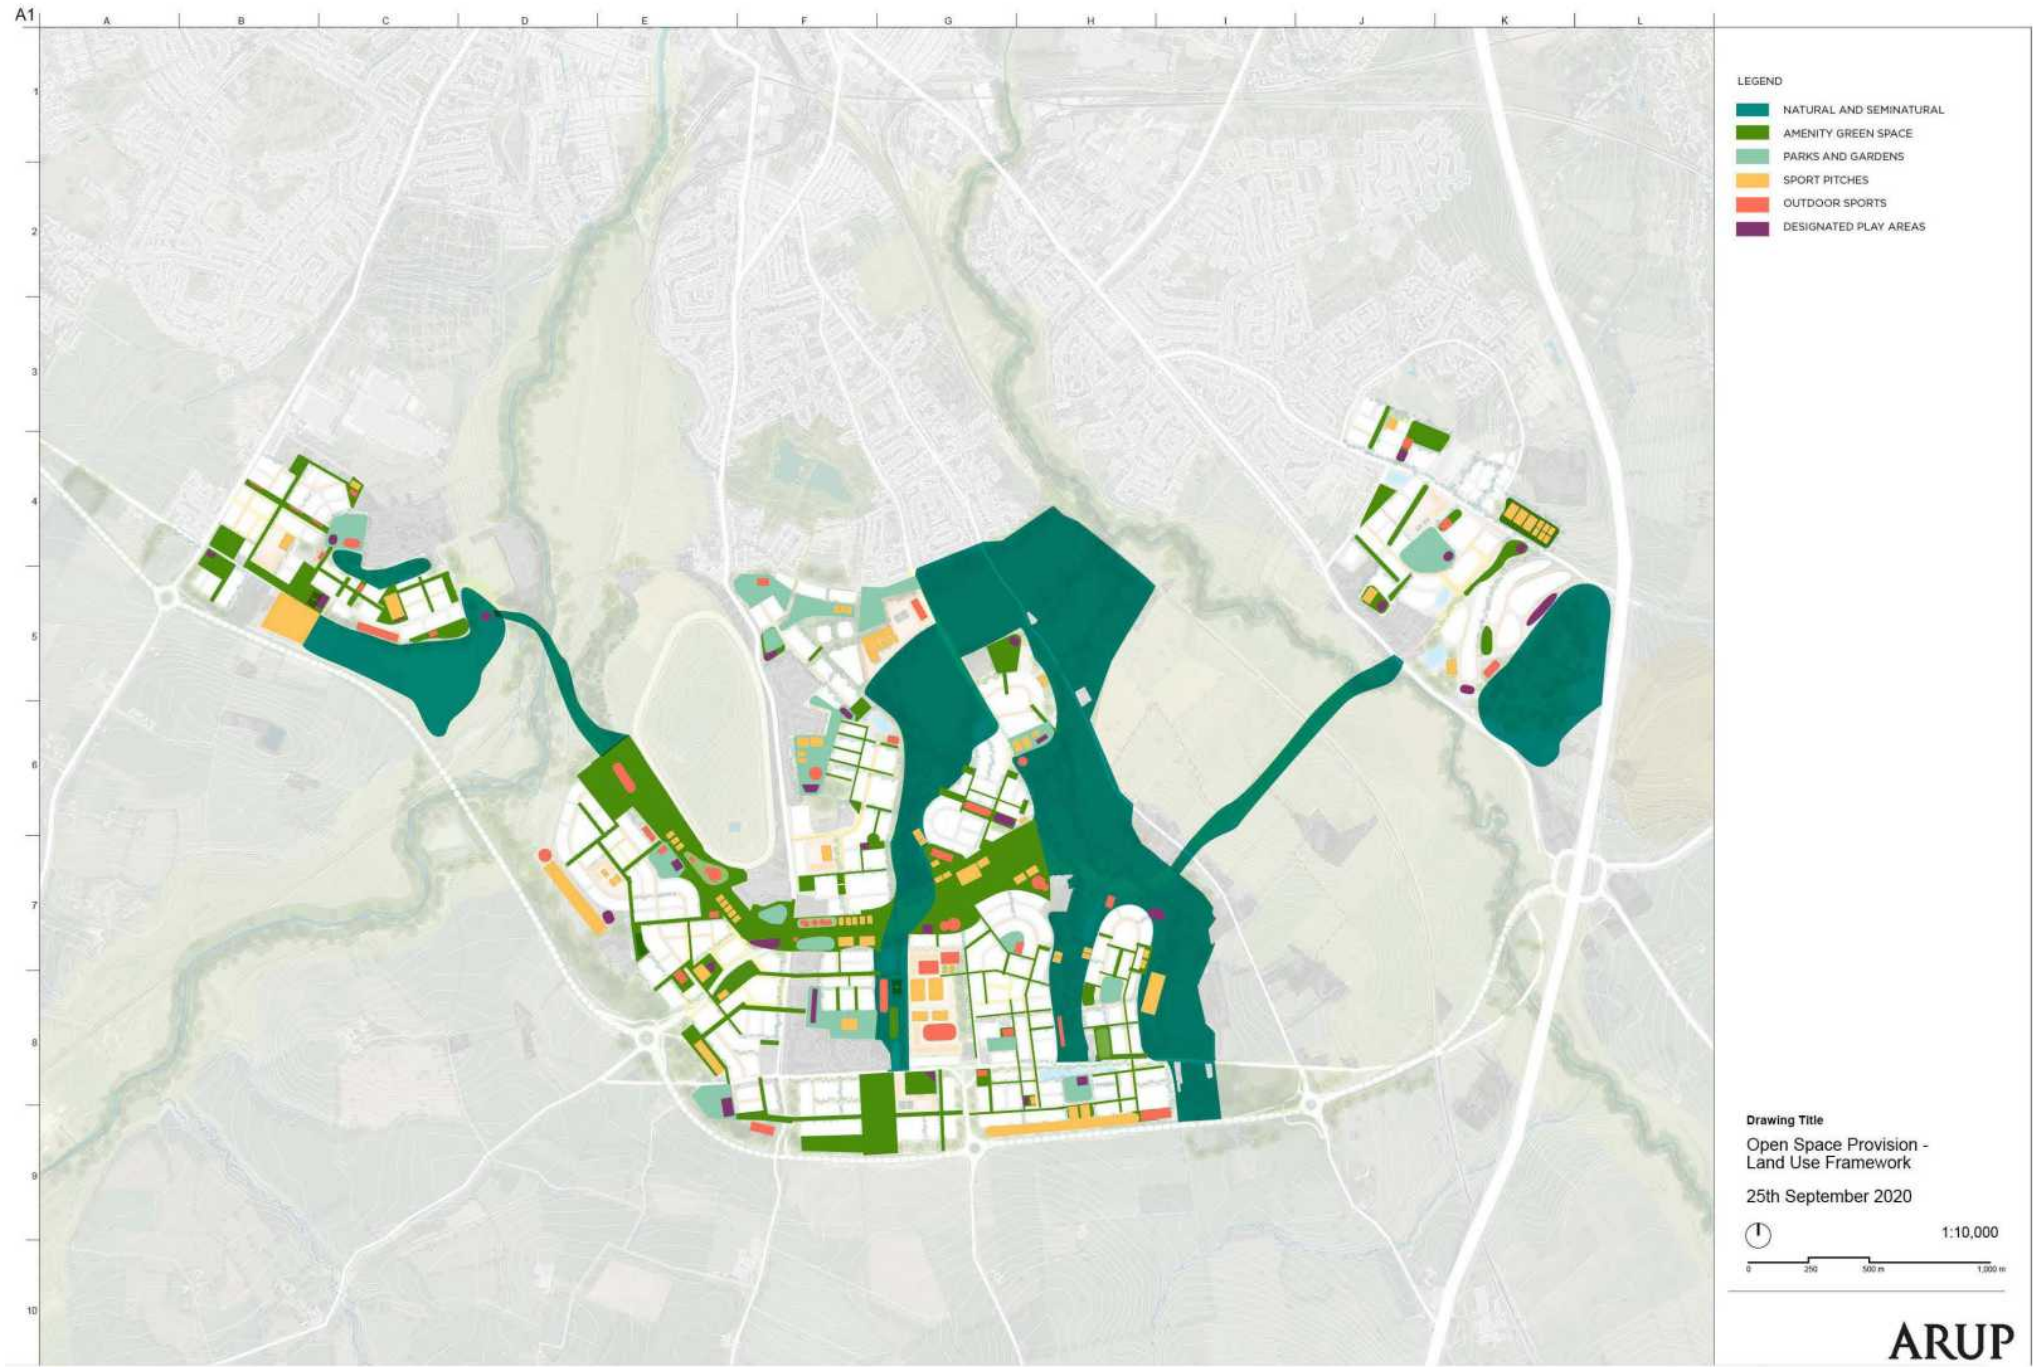 A1
A B C D E F G H I J K L
1
2
3
4
5
6
7
8
9
10
LEGEND
NATURAL AND SEMINATURAL
AMENITY GREEN SPACE
PARKS AND GARDENS
SPORT PITCHES
OUTDOOR SPORTS
DESIGNATED PLAY AREAS
Drawing Title
Open Space Provision -
Land Use Framework
25th September 2020
1:10,000
0 250 500 m 1,000 m
ARUP